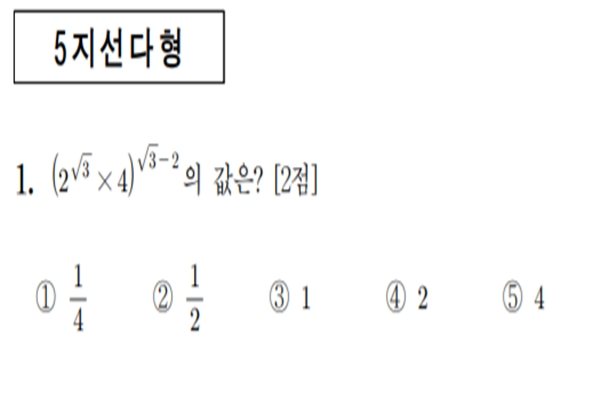 5지선다형
1. (2^{√3} × 4)^{√3−2} 의 값은? [2점]
① 1/4 ② 1/2 ③ 1 ④ 2 ⑤ 4